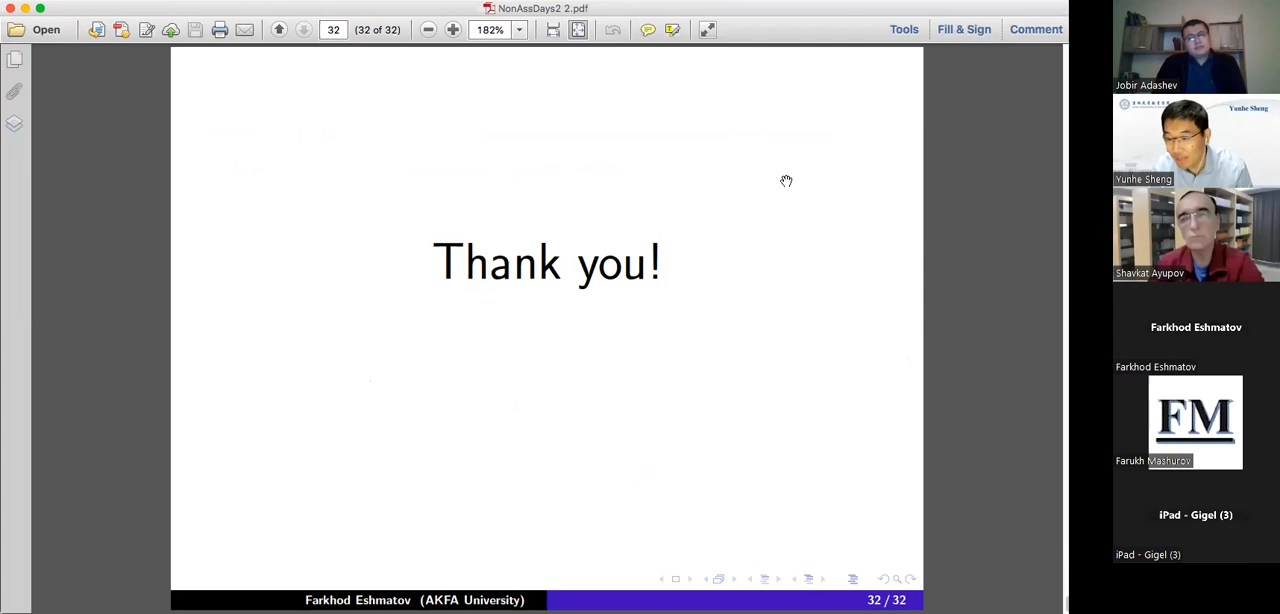 NonAssDays2 2.pdf
Open
32
(32 of 32)
182%
Tools
Fill & Sign
Comment
Thank you!
Farkhod Eshmatov (AKFA University)
32 / 32
Jobir Adashev
Yunhe Sheng
Yunhe Sheng
Shavkat Ayupov
Farkhod Eshmatov
Farkhod Eshmatov
FM
Farukh Mashurov
iPad - Gigel (3)
iPad - Gigel (3)